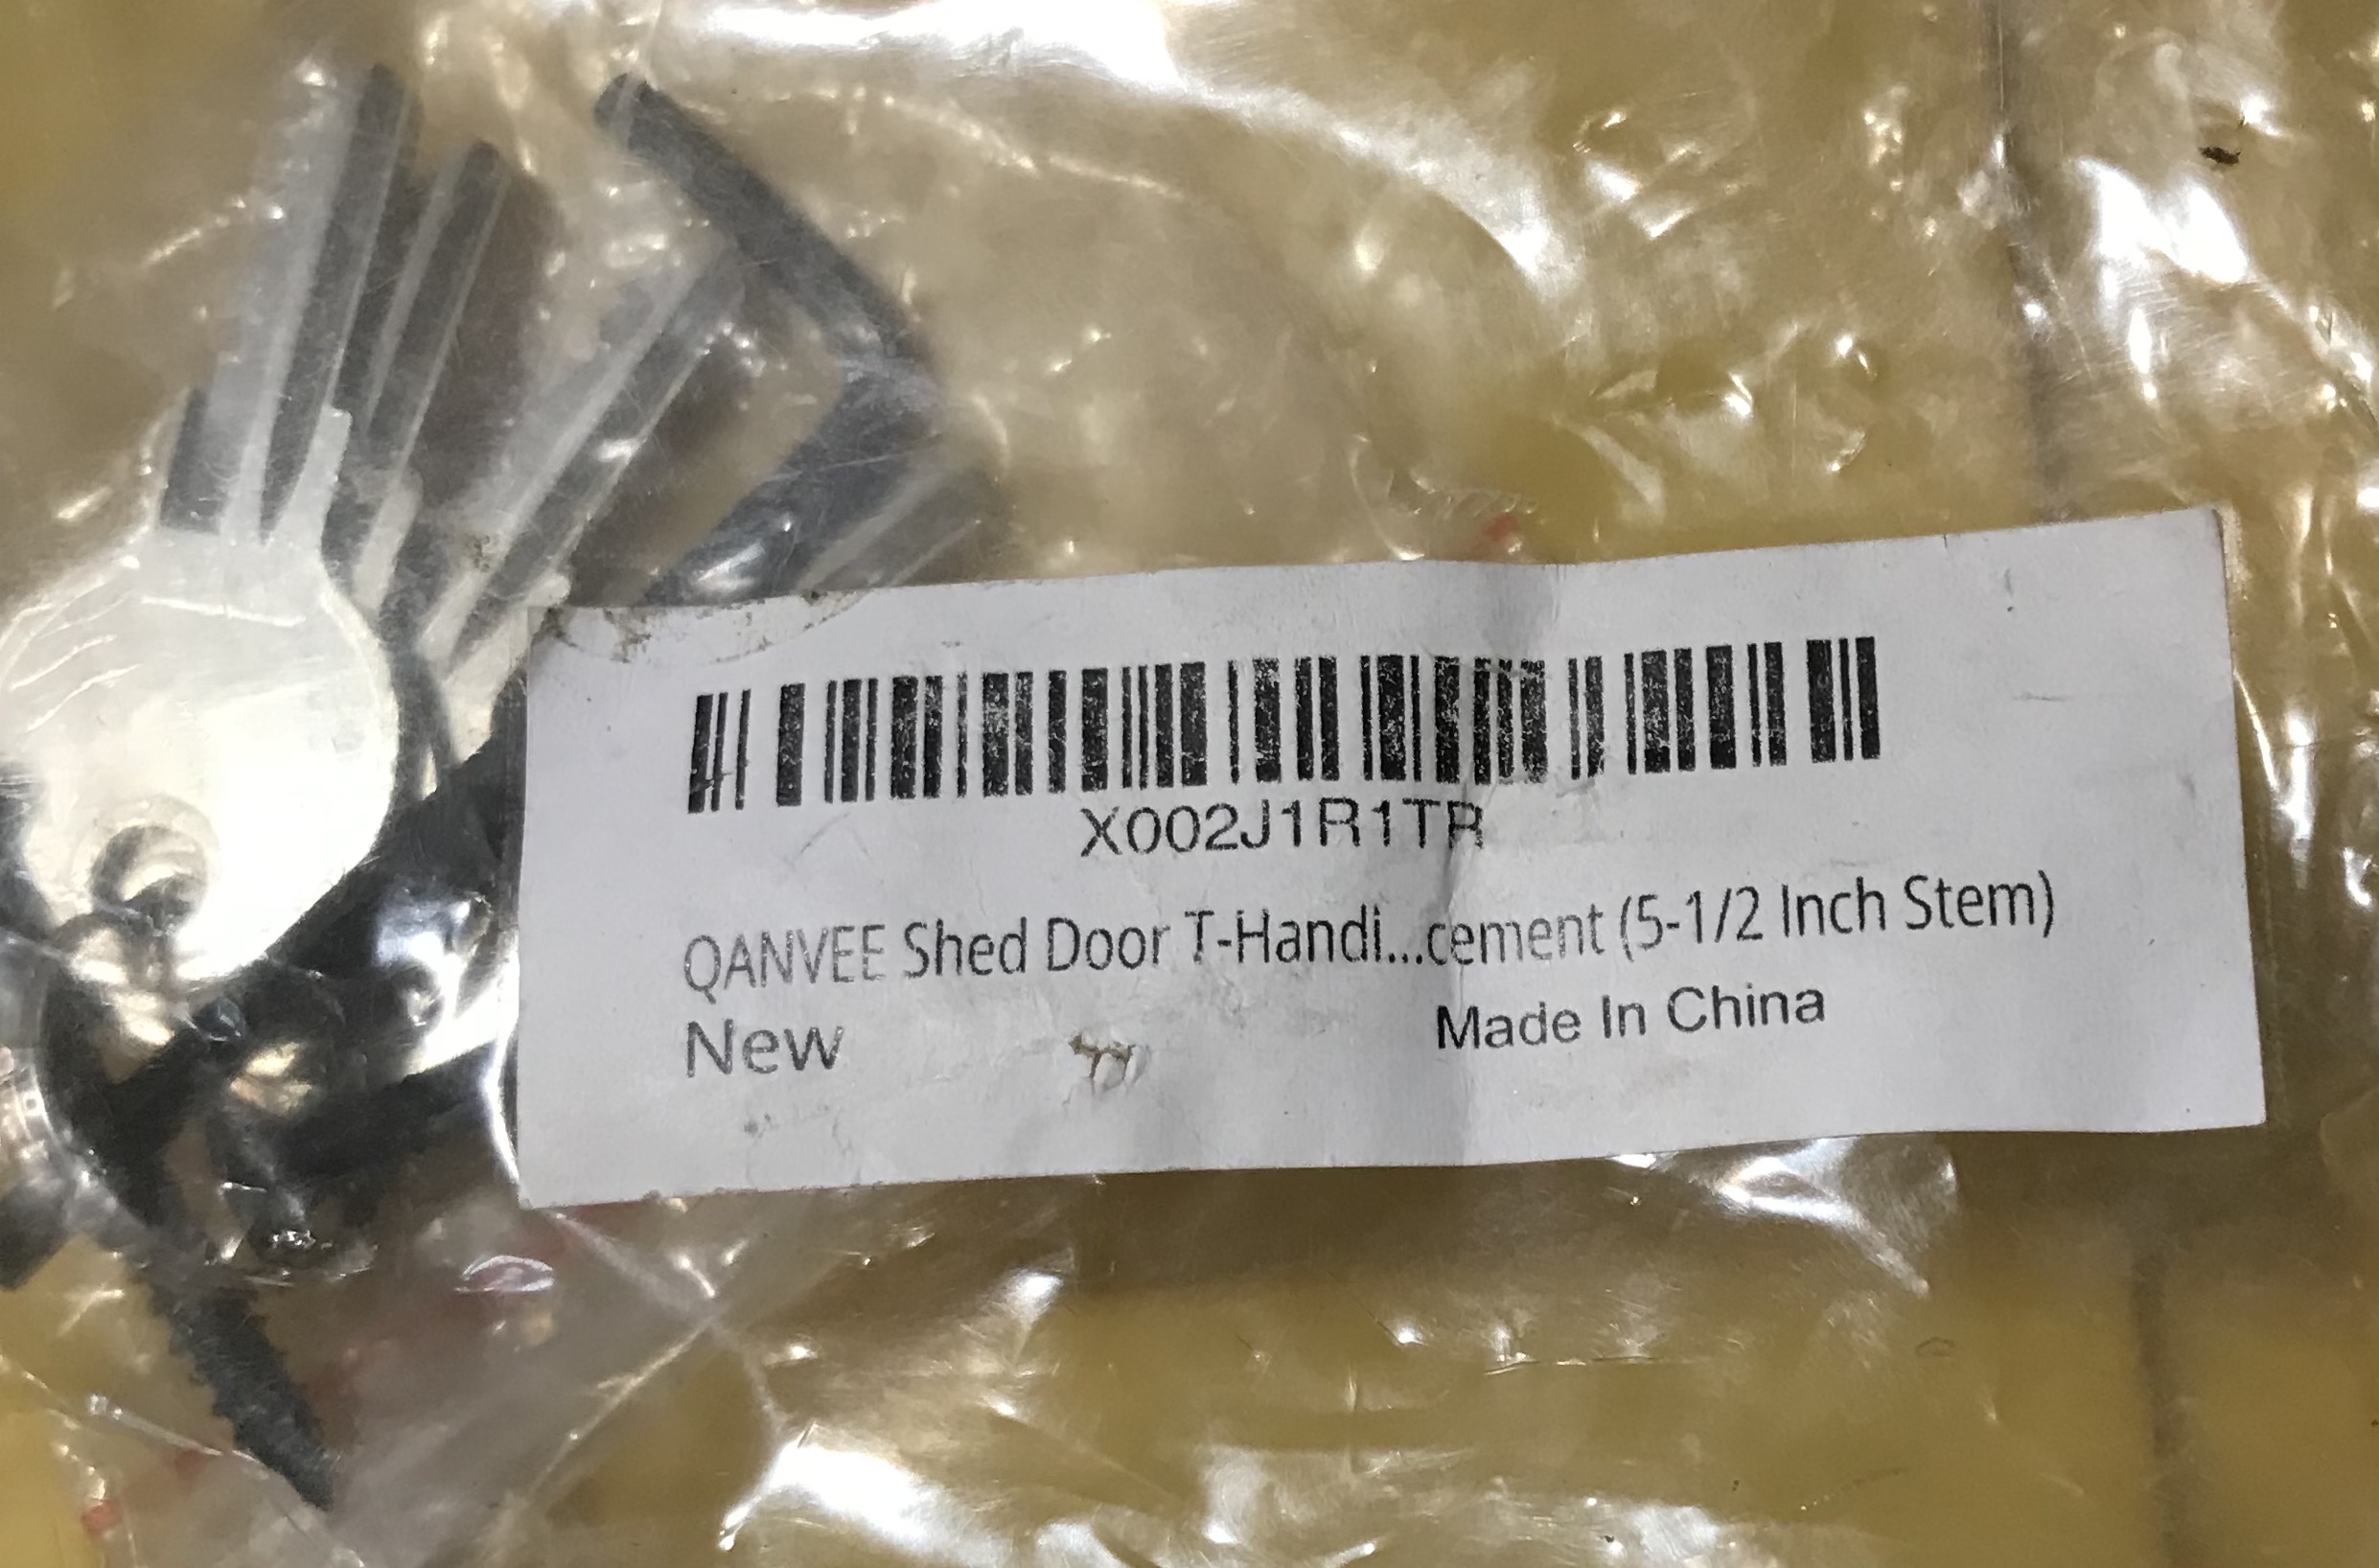 X002J1R1TR
QANVEE Shed Door T-Handl...cement (5-1/2 Inch Stem)
New Made In China